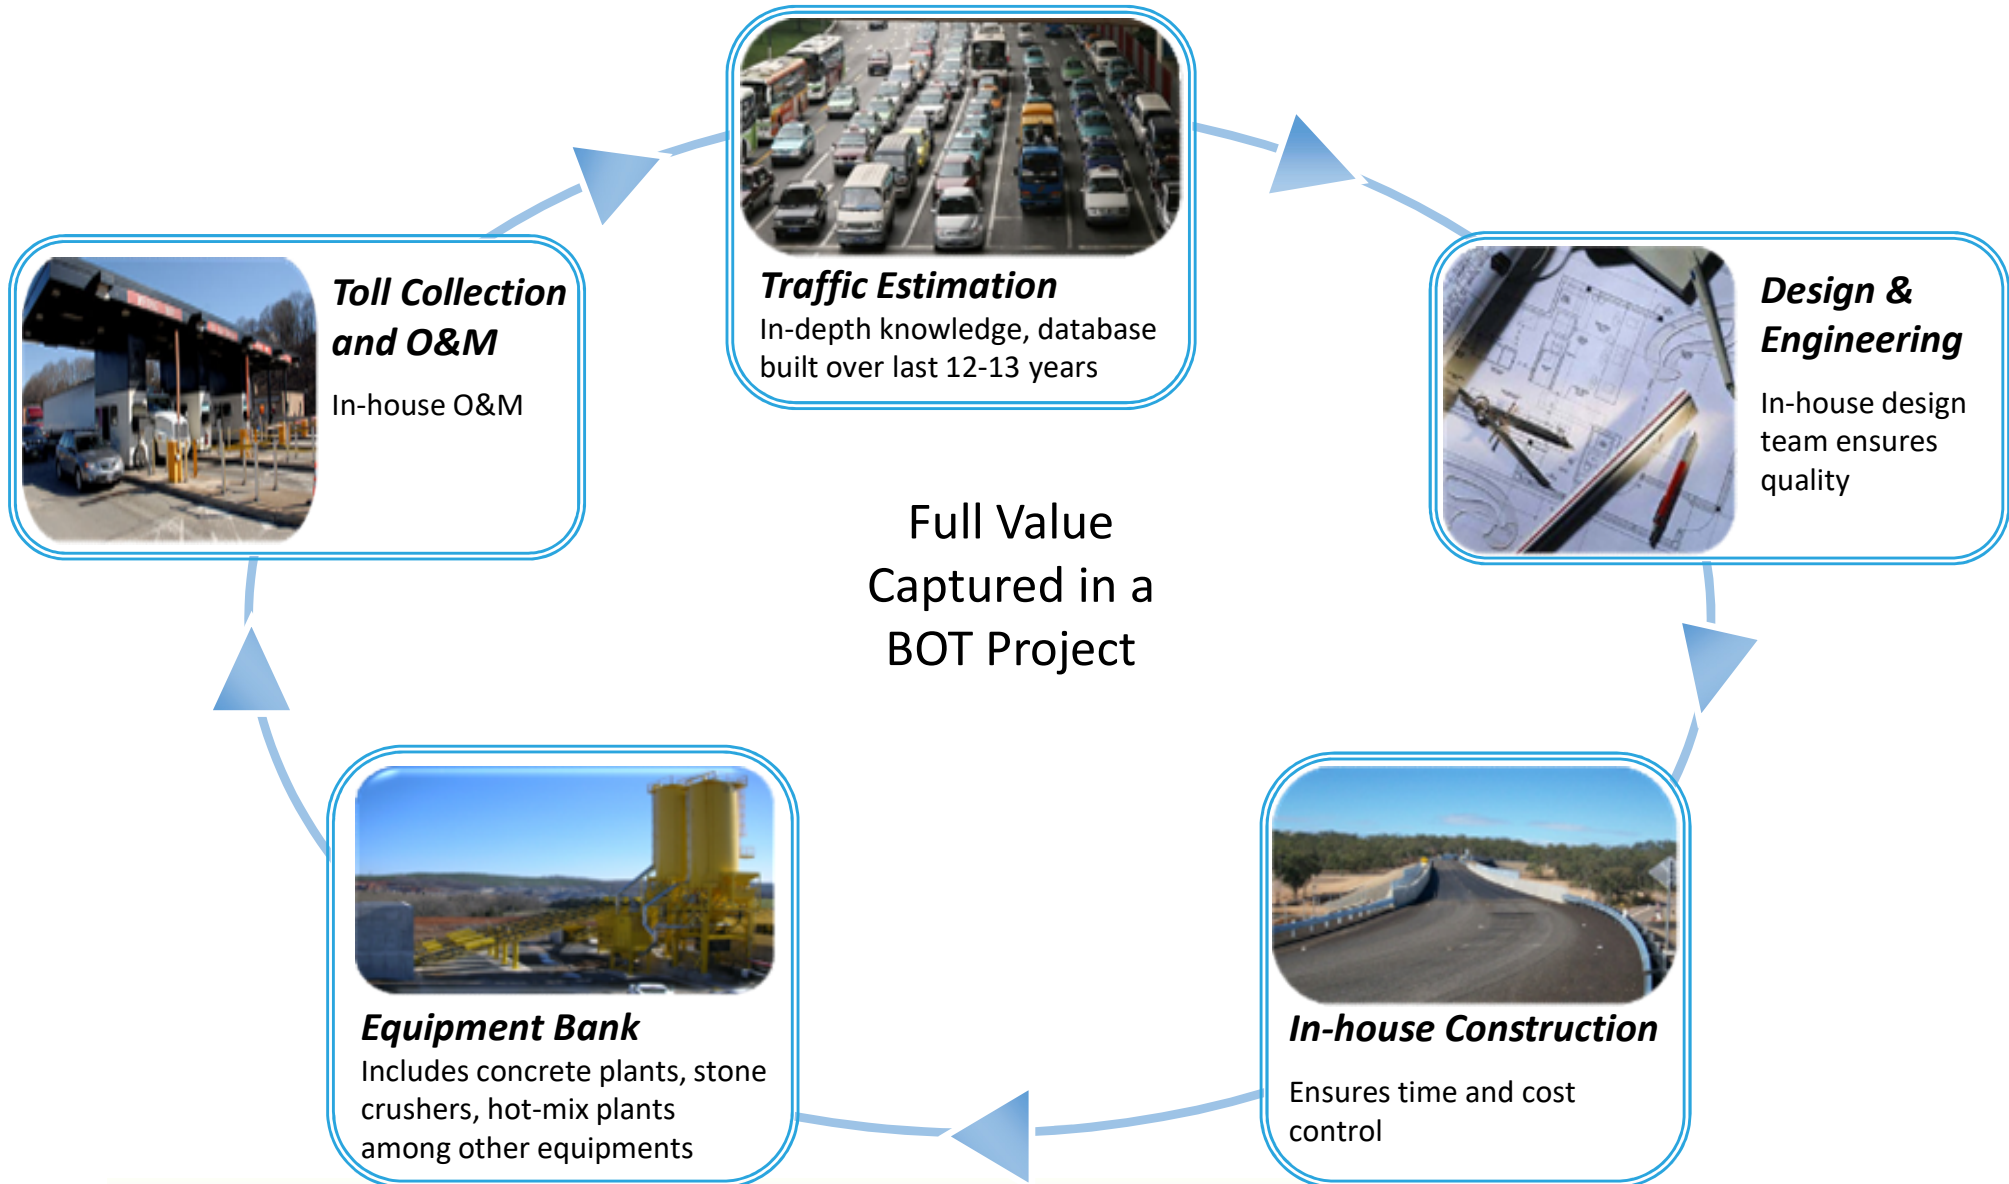 Traffic Estimation
In-depth knowledge, database
built over last 12-13 years
Toll Collection
and O&M
In-house O&M
Design &
Engineering
In-house design
team ensures
quality
Full Value
Captured in a
BOT Project
Equipment Bank
Includes concrete plants, stone
crushers, hot-mix plants
among other equipments
In-house Construction
Ensures time and cost
control